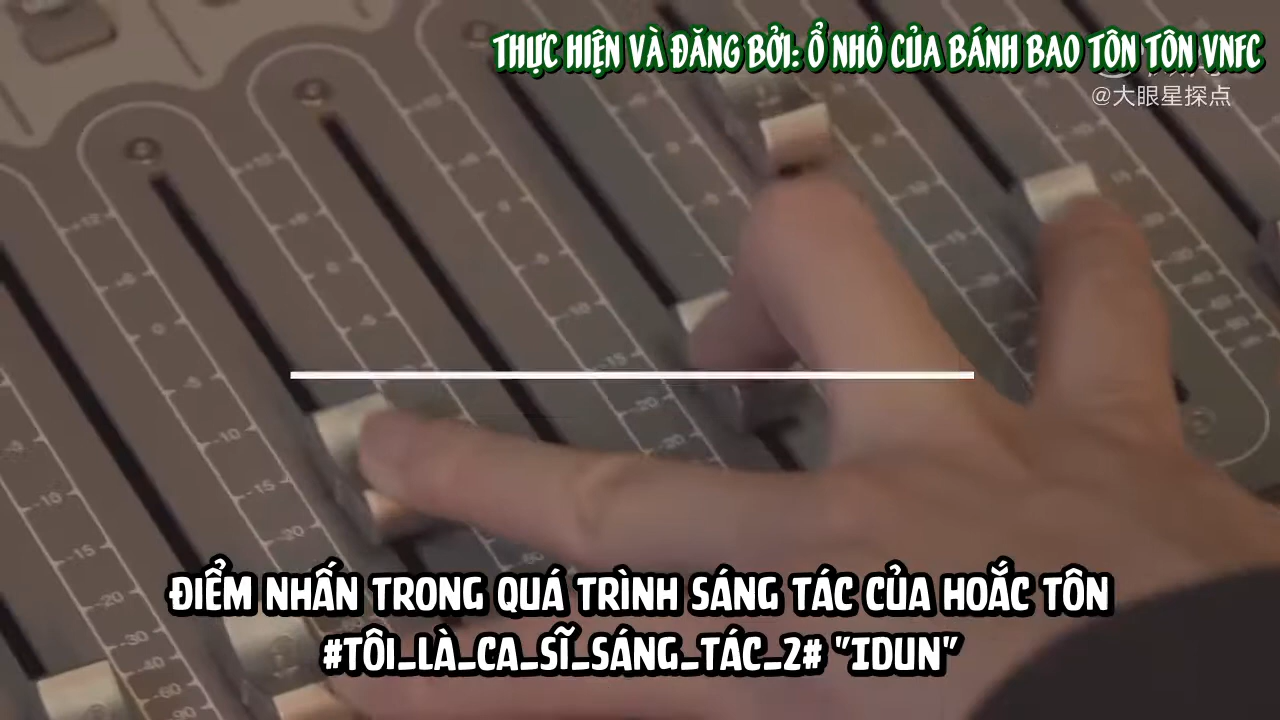 THỰC HIỆN VÀ ĐĂNG BỞI: Ổ NHỎ CỦA BÁNH BAO TÔN TÔN VNFC
@大眼星探点
ĐIỂM NHẤN TRONG QUÁ TRÌNH SÁNG TÁC CỦA HOẮC TÔN
#TÔI_LÀ_CA_SĨ_SÁNG_TÁC_2# "IDUN"